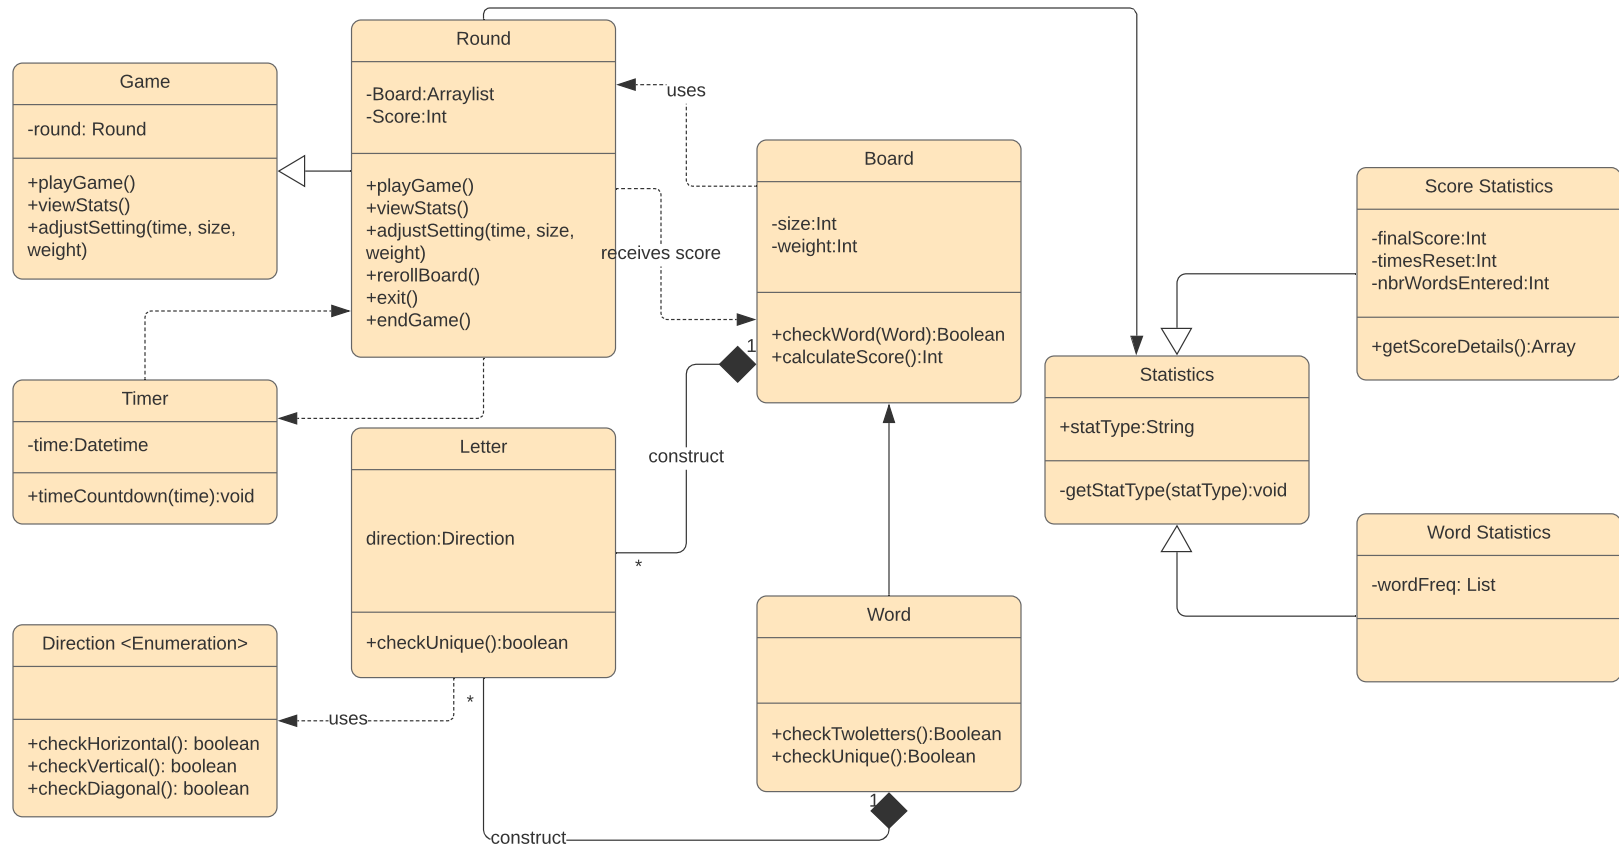 Game
-round: Round
+playGame()
+viewStats()
+adjustSetting(time, size,
weight)
Round
-Board:Arraylist
-Score:Int
+playGame()
+viewStats()
+adjustSetting(time, size,
weight)
+rerollBoard()
+exit()
+endGame()
uses
receives score
Board
-size:Int
-weight:Int
+checkWord(Word):Boolean
+calculateScore():Int
1
Score Statistics
-finalScore:Int
-timesReset:Int
-nbrWordsEntered:Int
+getScoreDetails():Array
Statistics
+statType:String
-getStatType(statType):void
Timer
-time:Datetime
+timeCountdown(time):void
Letter
direction:Direction
+checkUnique():boolean
construct
*
*
Word Statistics
-wordFreq: List
Direction <Enumeration>
+checkHorizontal(): boolean
+checkVertical(): boolean
+checkDiagonal(): boolean
uses
Word
+checkTwoletters():Boolean
+checkUnique():Boolean
1
construct